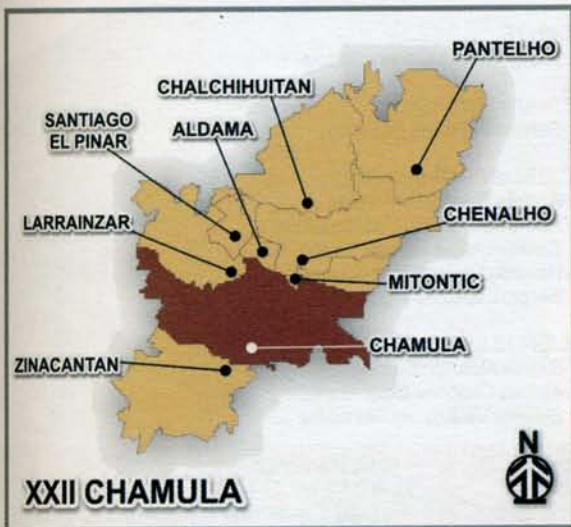 PANTELHO
CHALCHIHUITAN
SANTIAGO
EL PINAR
ALDAMA
LARRAINZAR
CHENALHO
MITONTIC
CHAMULA
ZINACANTAN
N
XXII CHAMULA